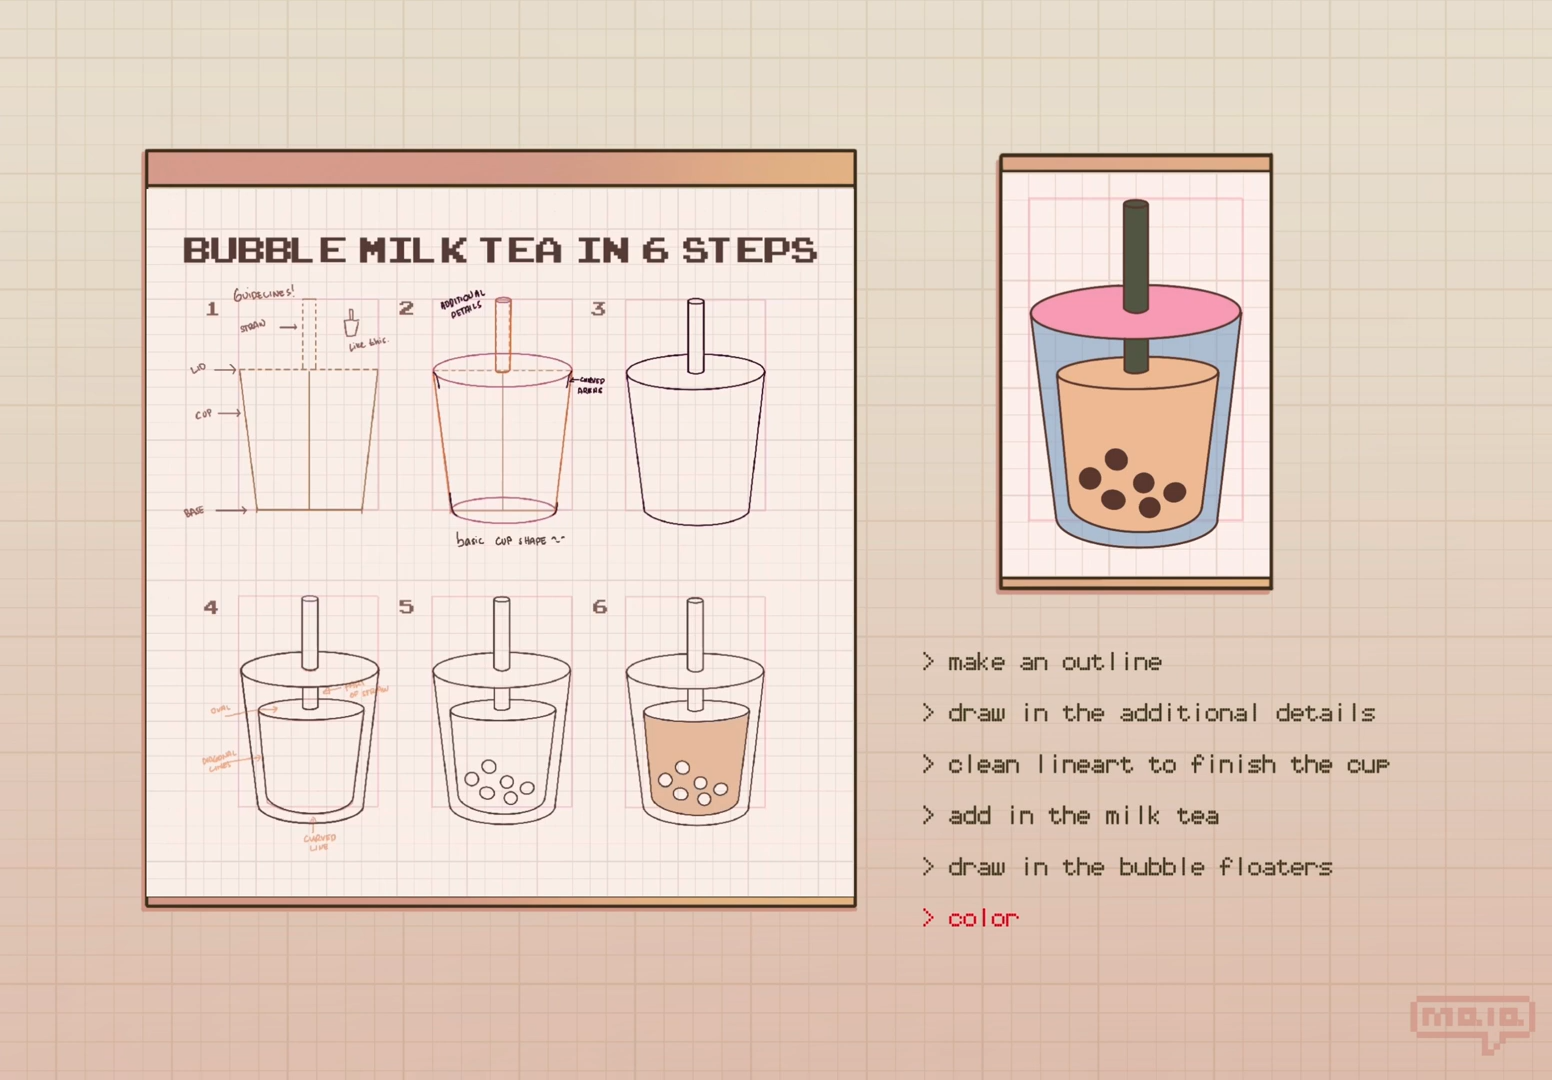 BUBBLE MILK TEA IN 6 STEPS
1
GUIDELINES!
STRAW
Like this.
LID
CUP
BASE
2
ADDITIONAL
DETAILS
CURVED
AREAS
basic CUP SHAPE ~~
3
4
PART
OF STRAW
OVAL
DIAGONAL
LINES
CURVED
LINE
5
6
> make an outline
> draw in the additional details
> clean lineart to finish the cup
> add in the milk tea
> draw in the bubble floaters
> color
maia